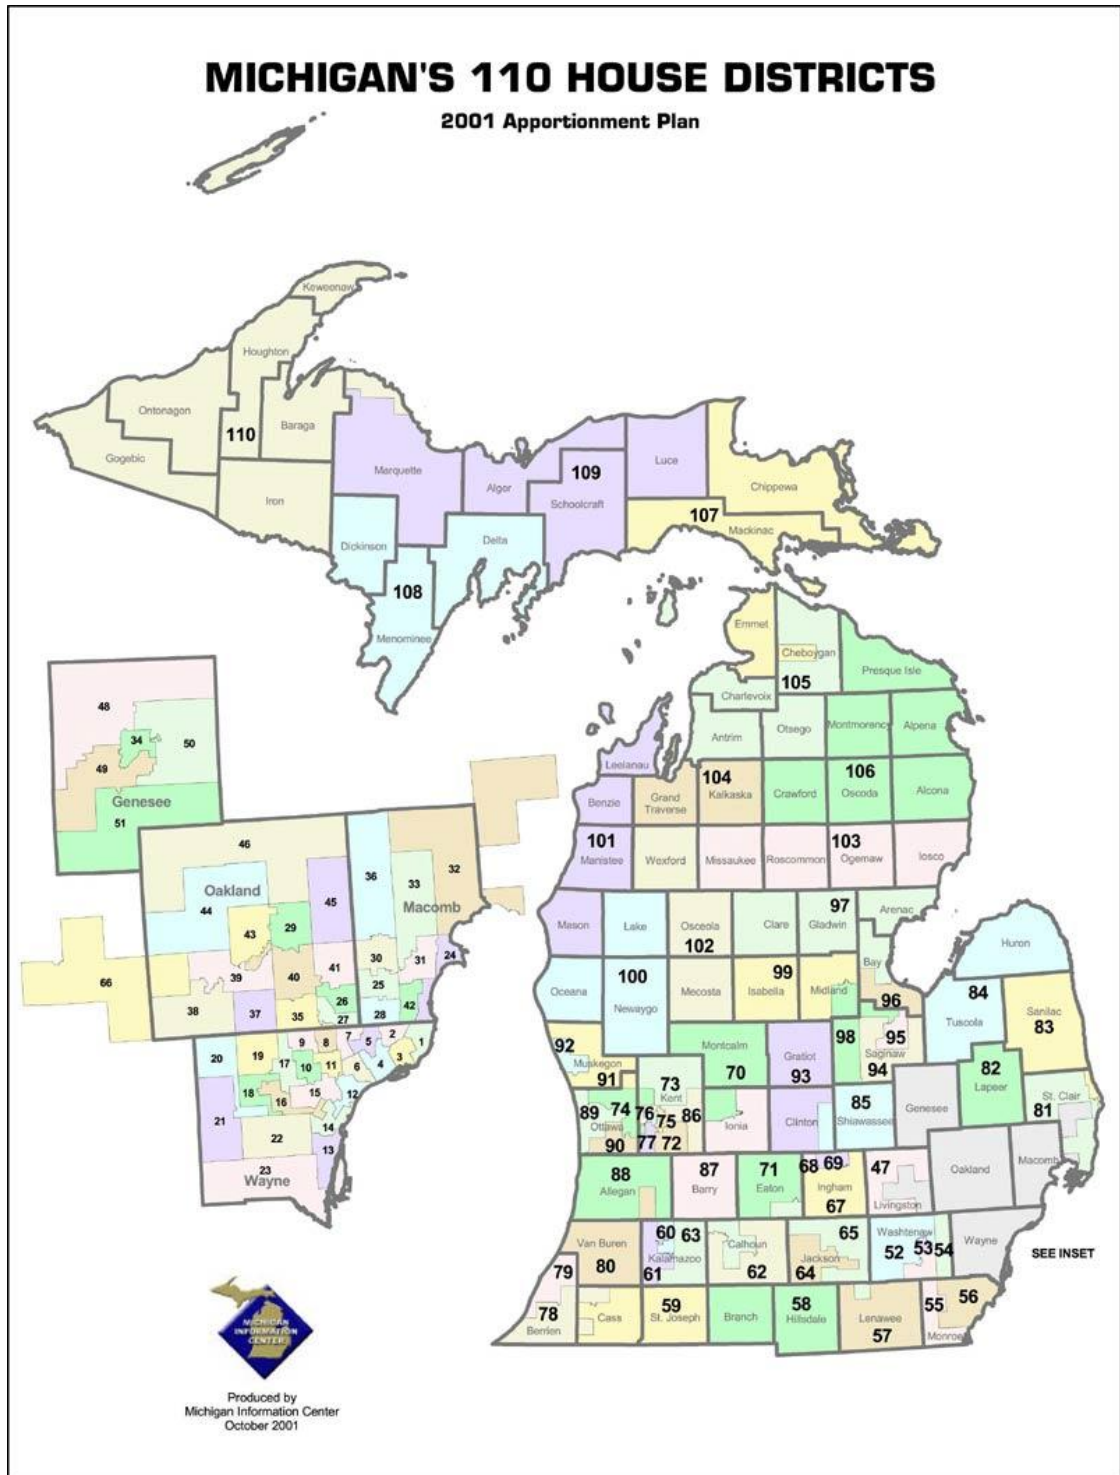 MICHIGAN'S 110 HOUSE DISTRICTS
2001 Apportionment Plan
Keweenaw
Houghton
Ontonagon
110
Baraga
Gogebic
Iron
Marquette
Alger
109
Schoolcraft
Luce
Chippewa
107
Mackinac
Dickinson
Delta
108
Menominee
Emmet
Cheboygan
105
Presque Isle
Charlevoix
Antrim
Otsego
Montmorency
Alpena
Leelanau
Benzie
Grand
Traverse
104
Kalkaska
Crawford
106
Oscoda
Alcona
101
Manistee
Wexford
Missaukee
Roscommon
103
Ogemaw
Iosco
Mason
Lake
Osceola
102
Clare
97
Gladwin
Arenac
Oceana
100
Newaygo
Mecosta
99
Isabella
Midland
Bay
96
Huron
84
Tuscola
Sanilac
83
92
Muskegon
91
Montcalm
70
Gratiot
93
98
95
Saginaw
94
82
Lapeer
St. Clair
81
89
74
Ottawa
90
73
Kent
76
75
86
77
72
Ionia
Clinton
85
Shiawassee
Genesee
Oakland
Macomb
88
Allegan
87
Barry
71
Eaton
68
69
Ingham
67
47
Livingston
Van Buren
80
60
63
Kalamazoo
61
Calhoun
62
65
Jackson
64
Washtenaw
52
53
54
Wayne
SEE INSET
79
78
Berrien
Cass
59
St. Joseph
Branch
58
Hillsdale
Lenawee
57
55
56
Monroe
48
34
50
49
Genesee
51
46
Oakland
44
45
43
29
39
40
41
66
38
37
35
26
27
36
33
32
Macomb
30
31
24
25
28
42
20
19
9
8
7
5
2
1
17
10
11
6
4
3
18
16
15
12
21
22
14
13
23
Wayne
MICHIGAN
INFORMATION
CENTER
Produced by
Michigan Information Center
October 2001